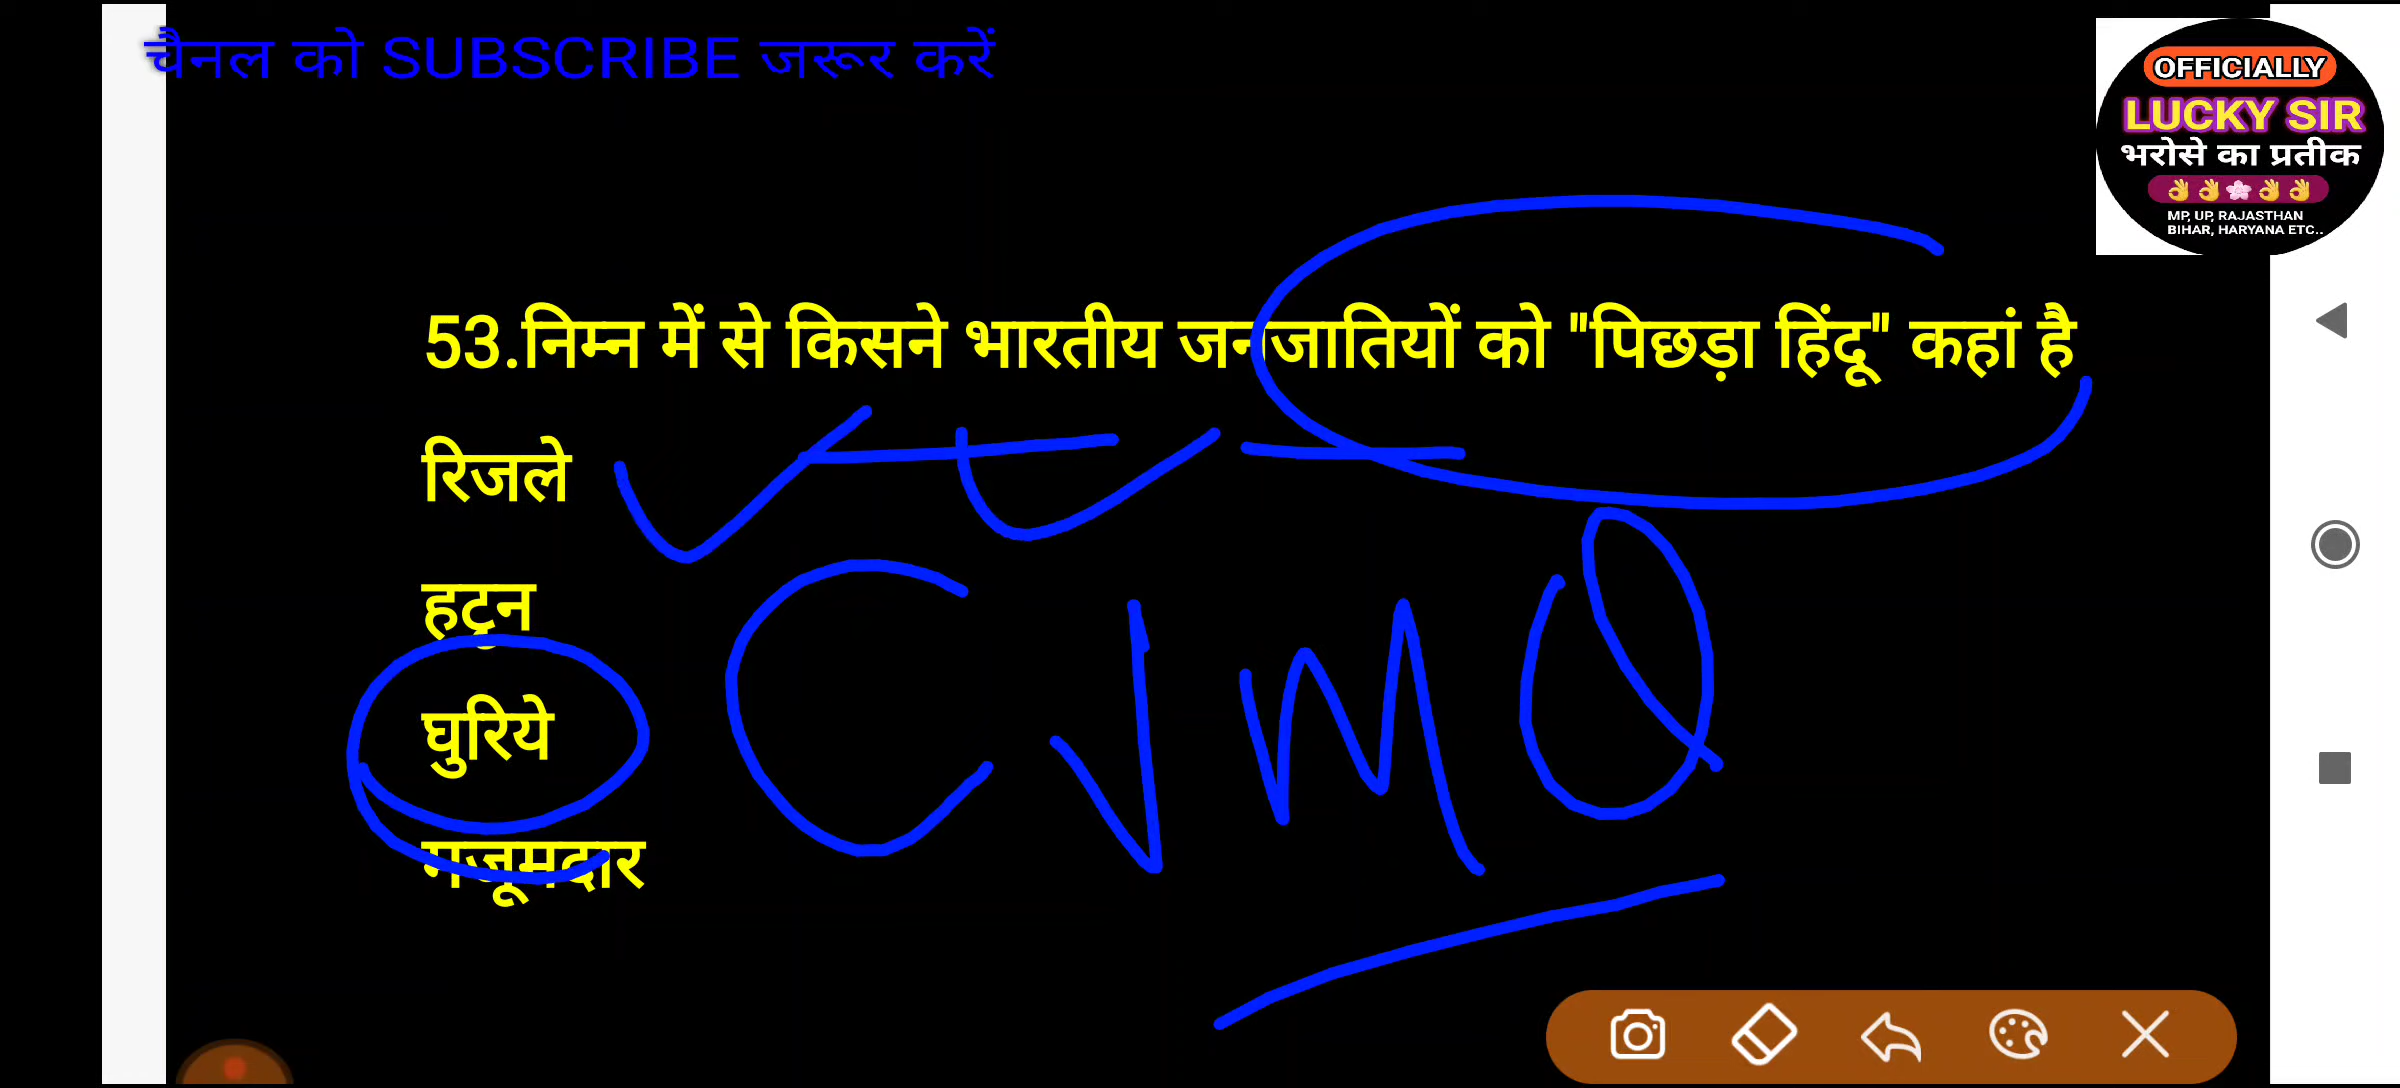 चैनल को SUBSCRIBE जरूर करें
OFFICIALLY
LUCKY SIR
भरोसे का प्रतीक
👌👌🌸👌👌
MP, UP, RAJASTHAN
BIHAR, HARYANA ETC..
53.निम्न में से किसने भारतीय जनजातियों को "पिछड़ा हिंदू" कहां है
रिजले
हट्टन
घुरिये
मजूमदार